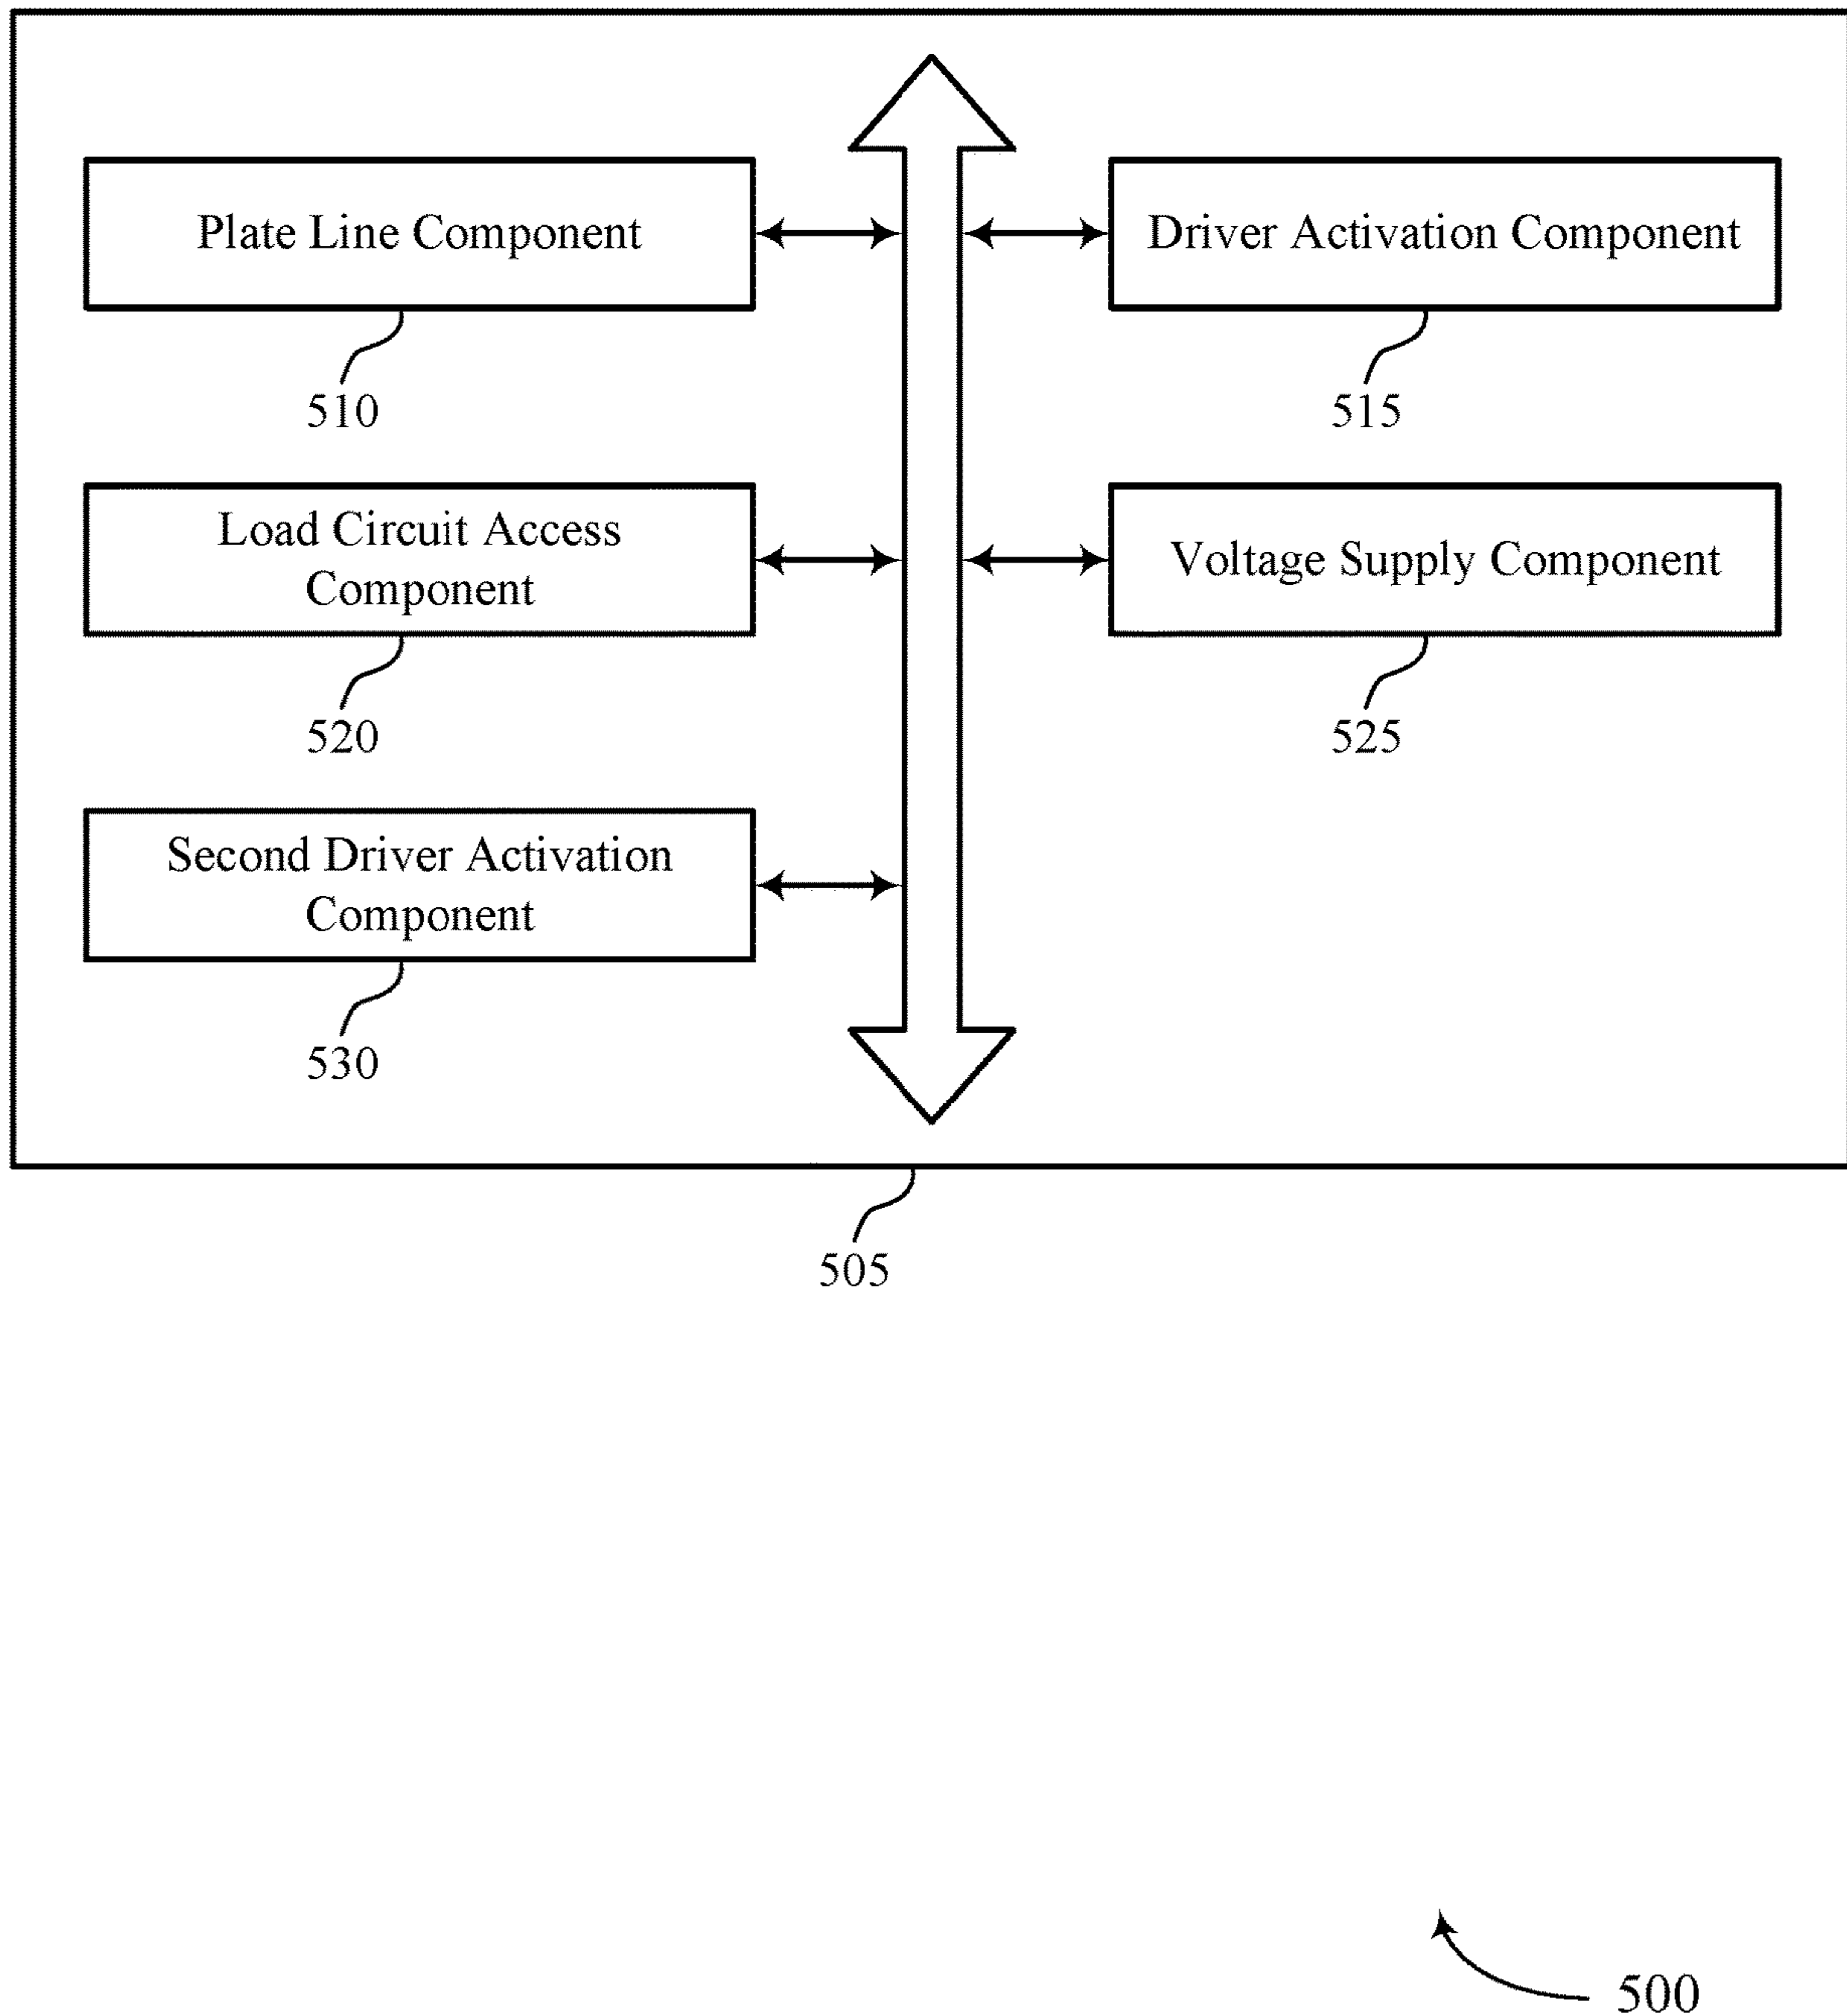 Plate Line Component
510
Driver Activation Component
515
Load Circuit Access
Component
520
Voltage Supply Component
525
Second Driver Activation
Component
530
505
500